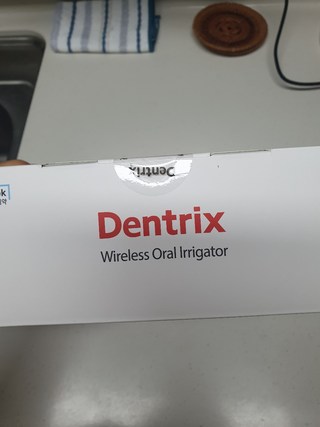 Dentrix
Dentrix
Wireless Oral Irrigator